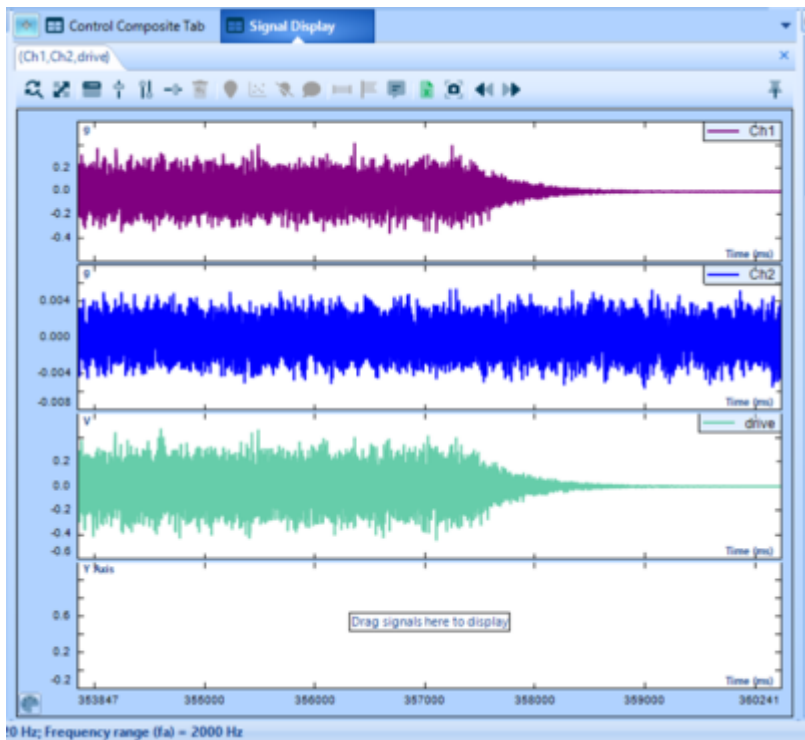 Control Composite Tab
Signal Display
(Ch1,Ch2,drive)
g
Ch1
0.2
0.0
-0.2
-0.4
Time (ms)
g
Ch2
0.004
0.000
-0.004
-0.008
Time (ms)
V
drive
0.2
0.0
-0.2
-0.4
-0.6
Time (ms)
Y Axis
Drag signals here to display
0.6
0.2
-0.2
Time (ms)
353847 355000 356000 357000 358000 359000 360241
0 Hz; Frequency range (fa) = 2000 Hz